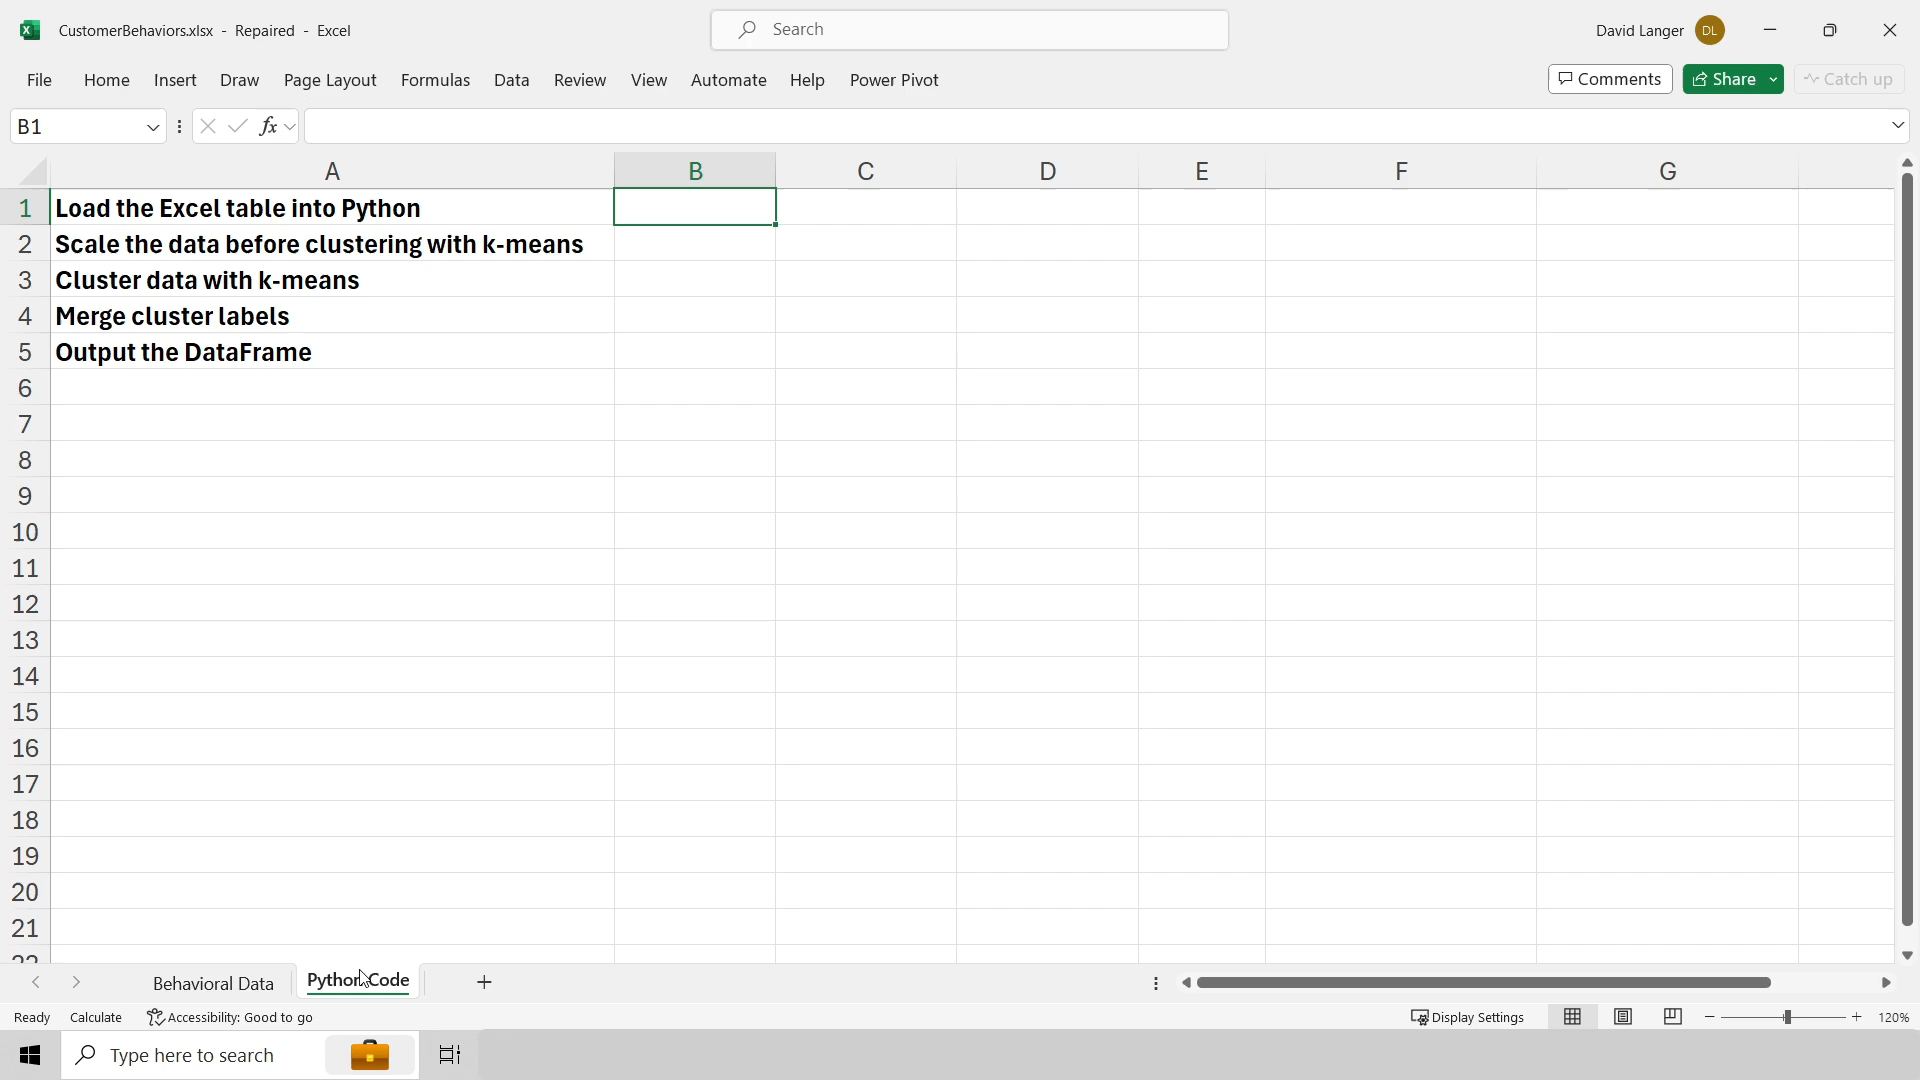 CustomerBehaviors.xlsx - Repaired - Excel
Search
David Langer DL
File Home Insert Draw Page Layout Formulas Data Review View Automate Help Power Pivot
Comments Share Catch up
B1 fx
A B C D E F G
1 Load the Excel table into Python
2 Scale the data before clustering with k-means
3 Cluster data with k-means
4 Merge cluster labels
5 Output the DataFrame
6
7
8
9
10
11
12
13
14
15
16
17
18
19
20
21
22
Behavioral Data Python Code
Ready Calculate Accessibility: Good to go Display Settings 120%
Type here to search